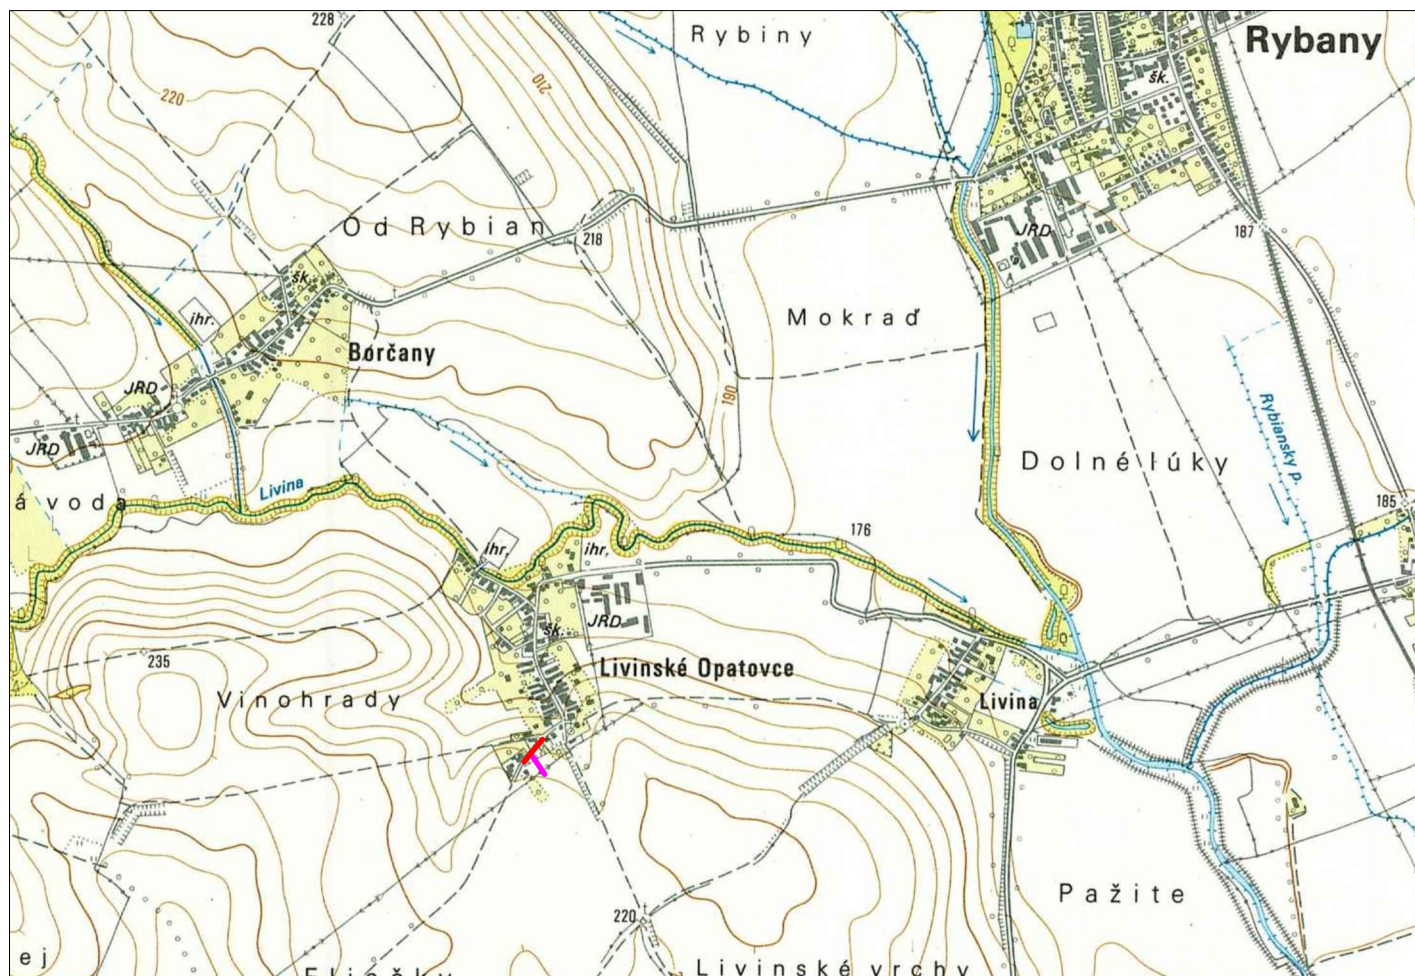 228
Rybiny
Rybany
šk.
220
210
Od Rybian
218
JRD
187
šk.
ihr.
Mokraď
Borčany
JRD
190
Rybiansky p.
JRD
Dolné lúky
á voda
Livina
185
176
ihr.
ihr.
šk.
JRD
235
Livinské Opatovce
Vinohrady
Livina
Pažite
220
ej
Livinské vrchy